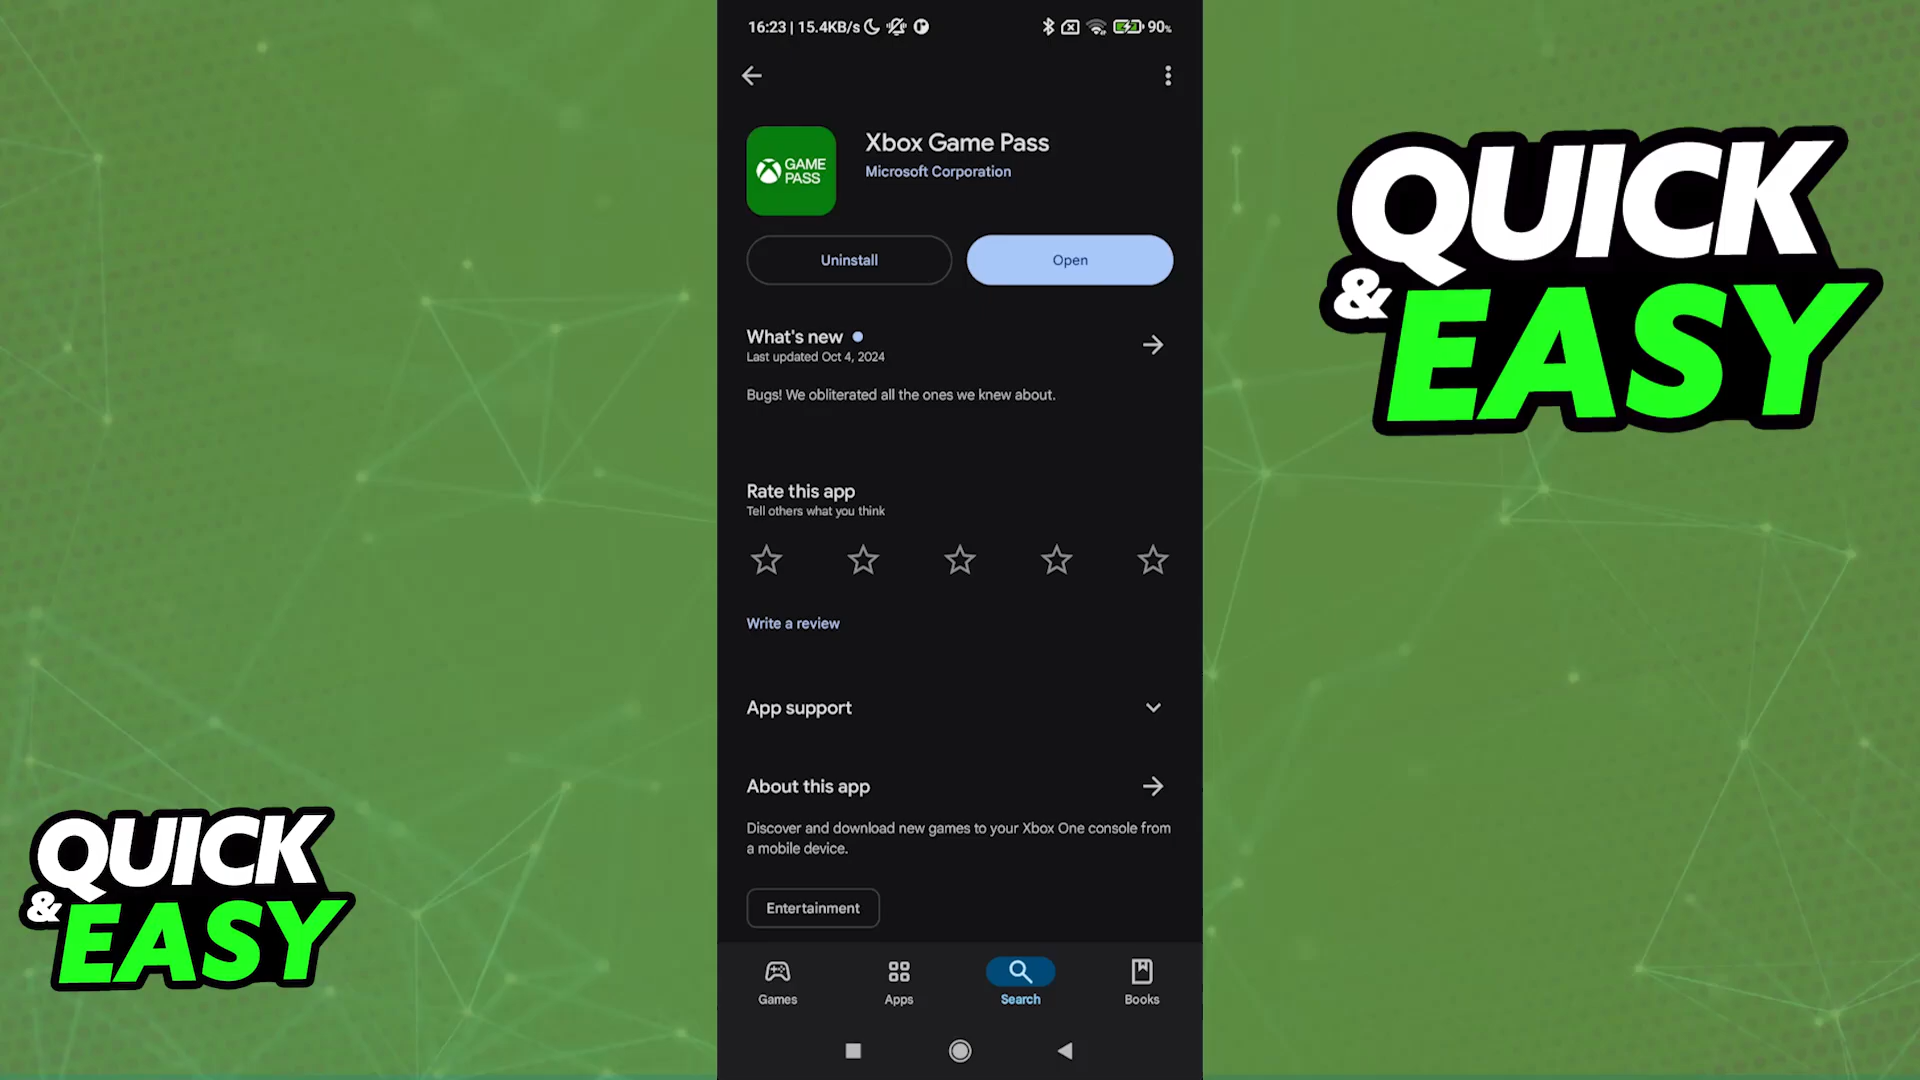 16:23 | 15.4KB/s
90%
Xbox Game Pass
Microsoft Corporation
GAME
PASS
Uninstall
Open
What's new
Last updated Oct 4, 2024
Bugs! We obliterated all the ones we knew about.
Rate this app
Tell others what you think
Write a review
App support
About this app
Discover and download new games to your Xbox One console from
a mobile device.
Entertainment
Games
Apps
Search
Books
QUICK
& EASY
QUICK
& EASY